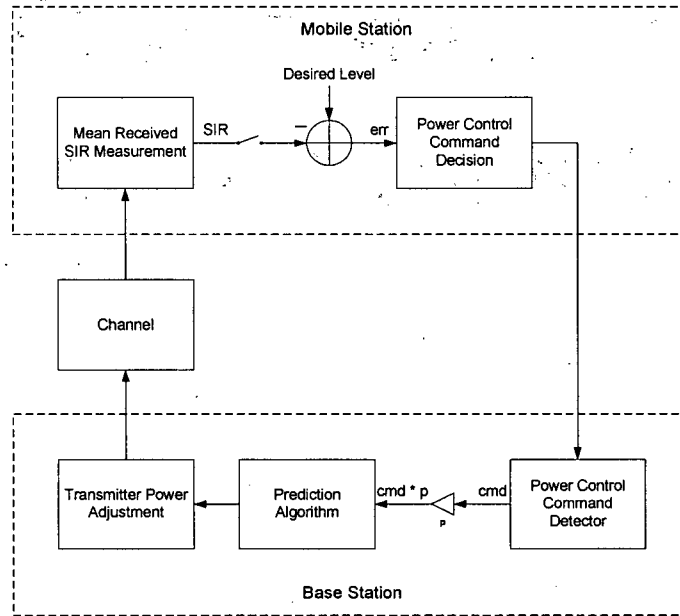 Mobile Station
Desired Level
Mean Received
SIR Measurement
SIR
–
err
Power Control
Command
Decision
Channel
Transmitter Power
Adjustment
Prediction
Algorithm
cmd * p
p
cmd
Power Control
Command
Detector
Base Station